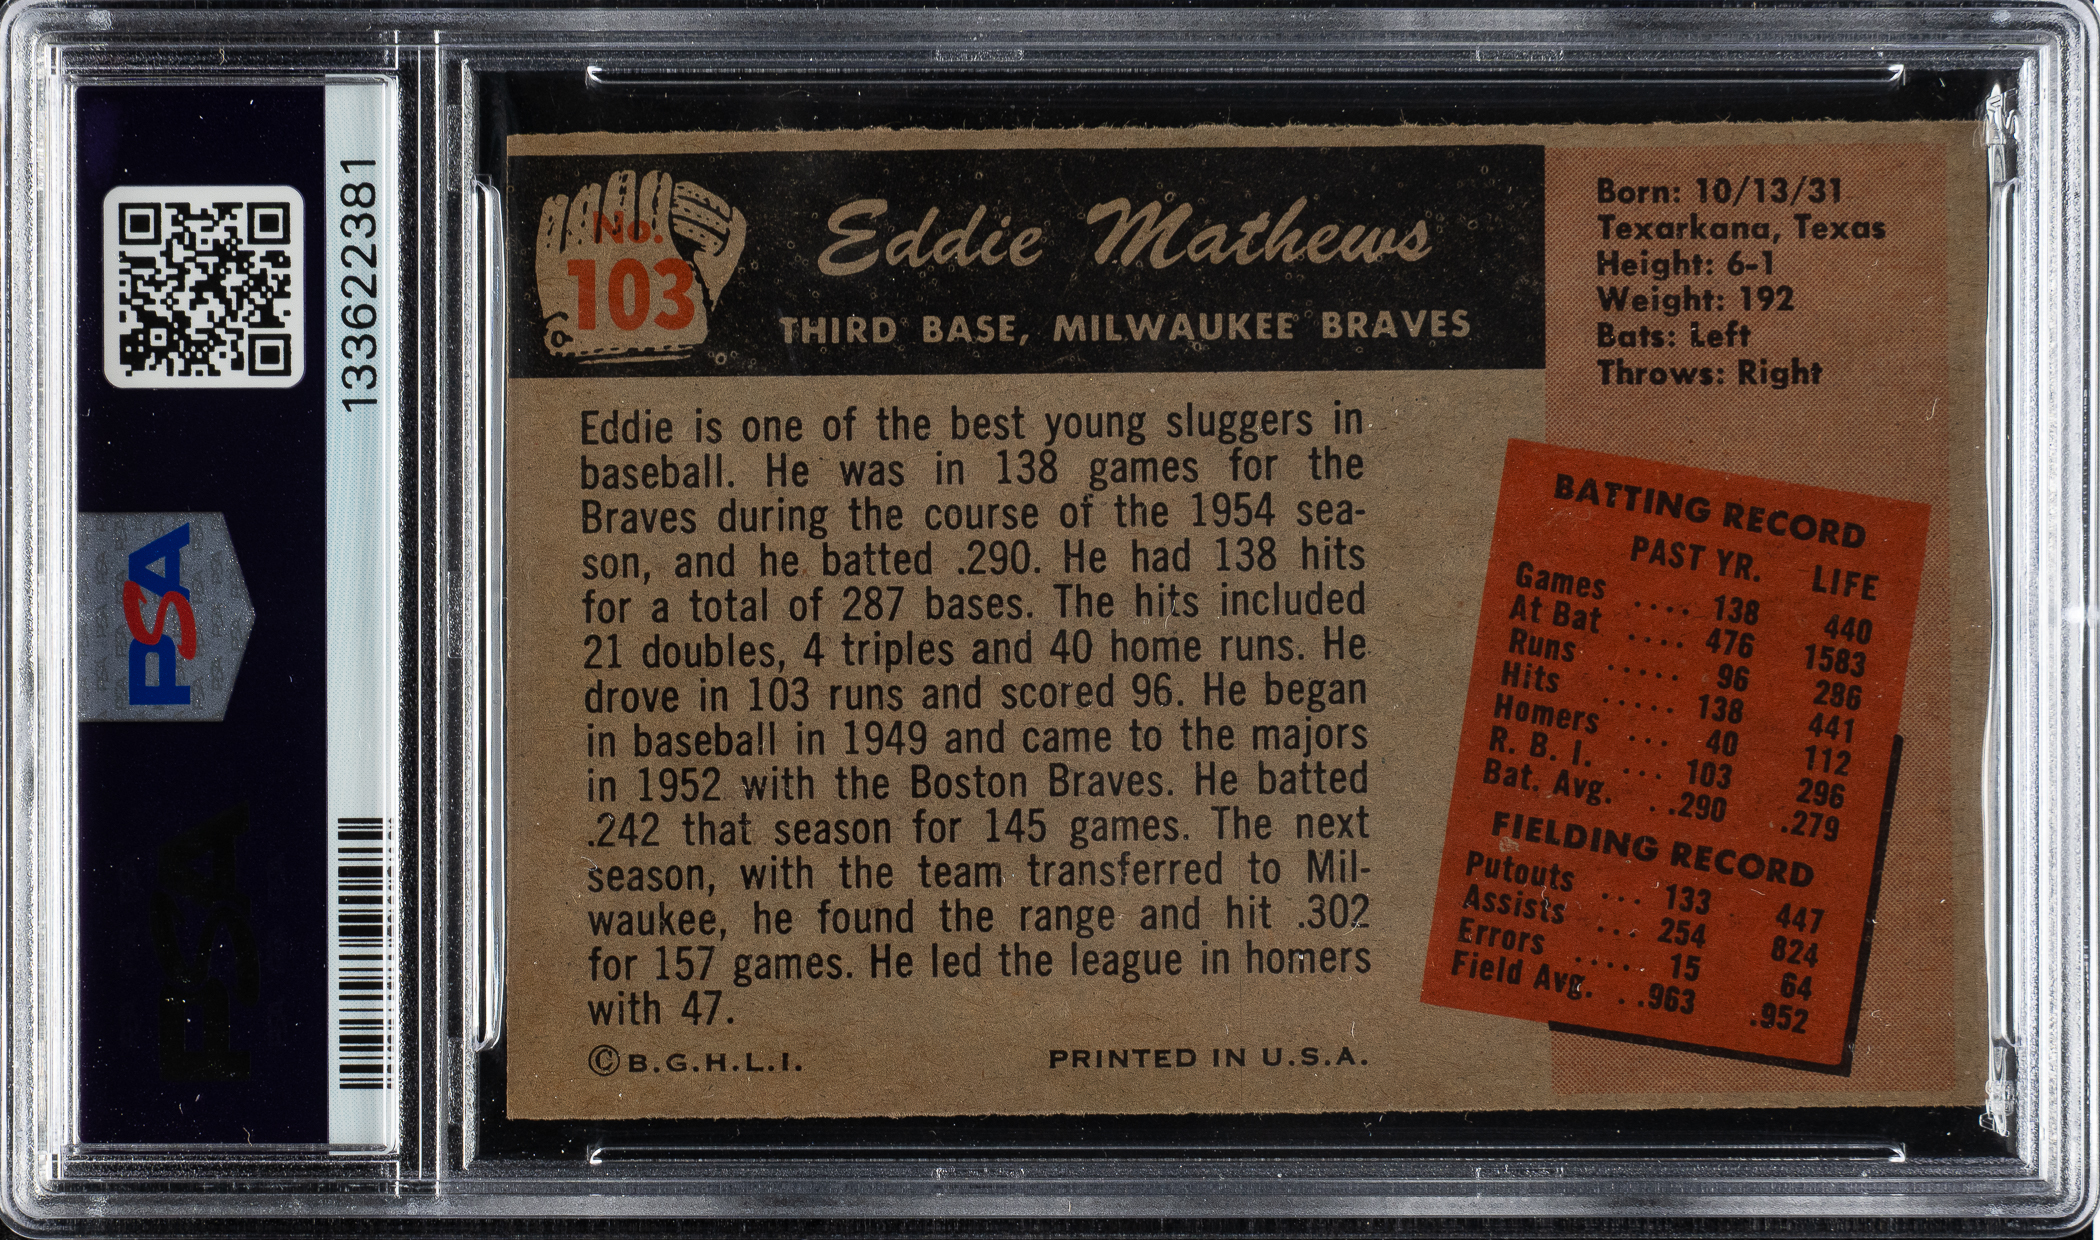 133622381
PSA
PSA
No.
103
Eddie Mathews
THIRD BASE, MILWAUKEE BRAVES
Eddie is one of the best young sluggers in
baseball. He was in 138 games for the
Braves during the course of the 1954 sea-
son, and he batted .290. He had 138 hits
for a total of 287 bases. The hits included
21 doubles, 4 triples and 40 home runs. He
drove in 103 runs and scored 96. He began
in baseball in 1949 and came to the majors
in 1952 with the Boston Braves. He batted
.242 that season for 145 games. The next
season, with the team transferred to Mil-
waukee, he found the range and hit .302
for 157 games. He led the league in homers
with 47.
©B.G.H.L.I. PRINTED IN U.S.A.
Born: 10/13/31
Texarkana, Texas
Height: 6-1
Weight: 192
Bats: Left
Throws: Right
BATTING RECORD
PAST YR. LIFE
Games .... 138 440
At Bat .... 476 1583
Runs ..... 96 286
Hits ..... 138 441
Homers ... 40 112
R. B. I. ... 103 296
Bat. Avg. . .290 .279
FIELDING RECORD
Putouts ... 133 447
Assists ... 254 824
Errors ..... 15 64
Field Avg. . .963 .952